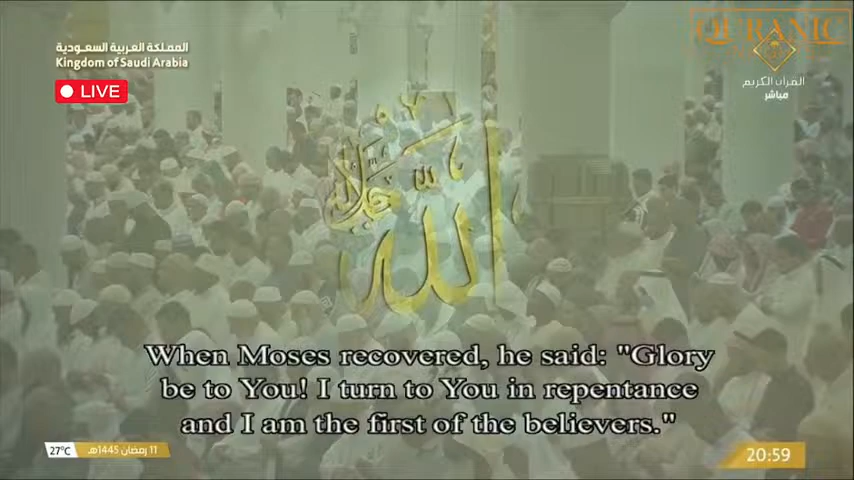 المملكة العربية السعودية
Kingdom of Saudi Arabia
LIVE
QURANIC
القرآن الكريم
مباشر
الله
جل جلاله
When Moses recovered, he said: "Glory
be to You! I turn to You in repentance
and I am the first of the believers."
27°C
11 رمضان 1445هـ
20:59